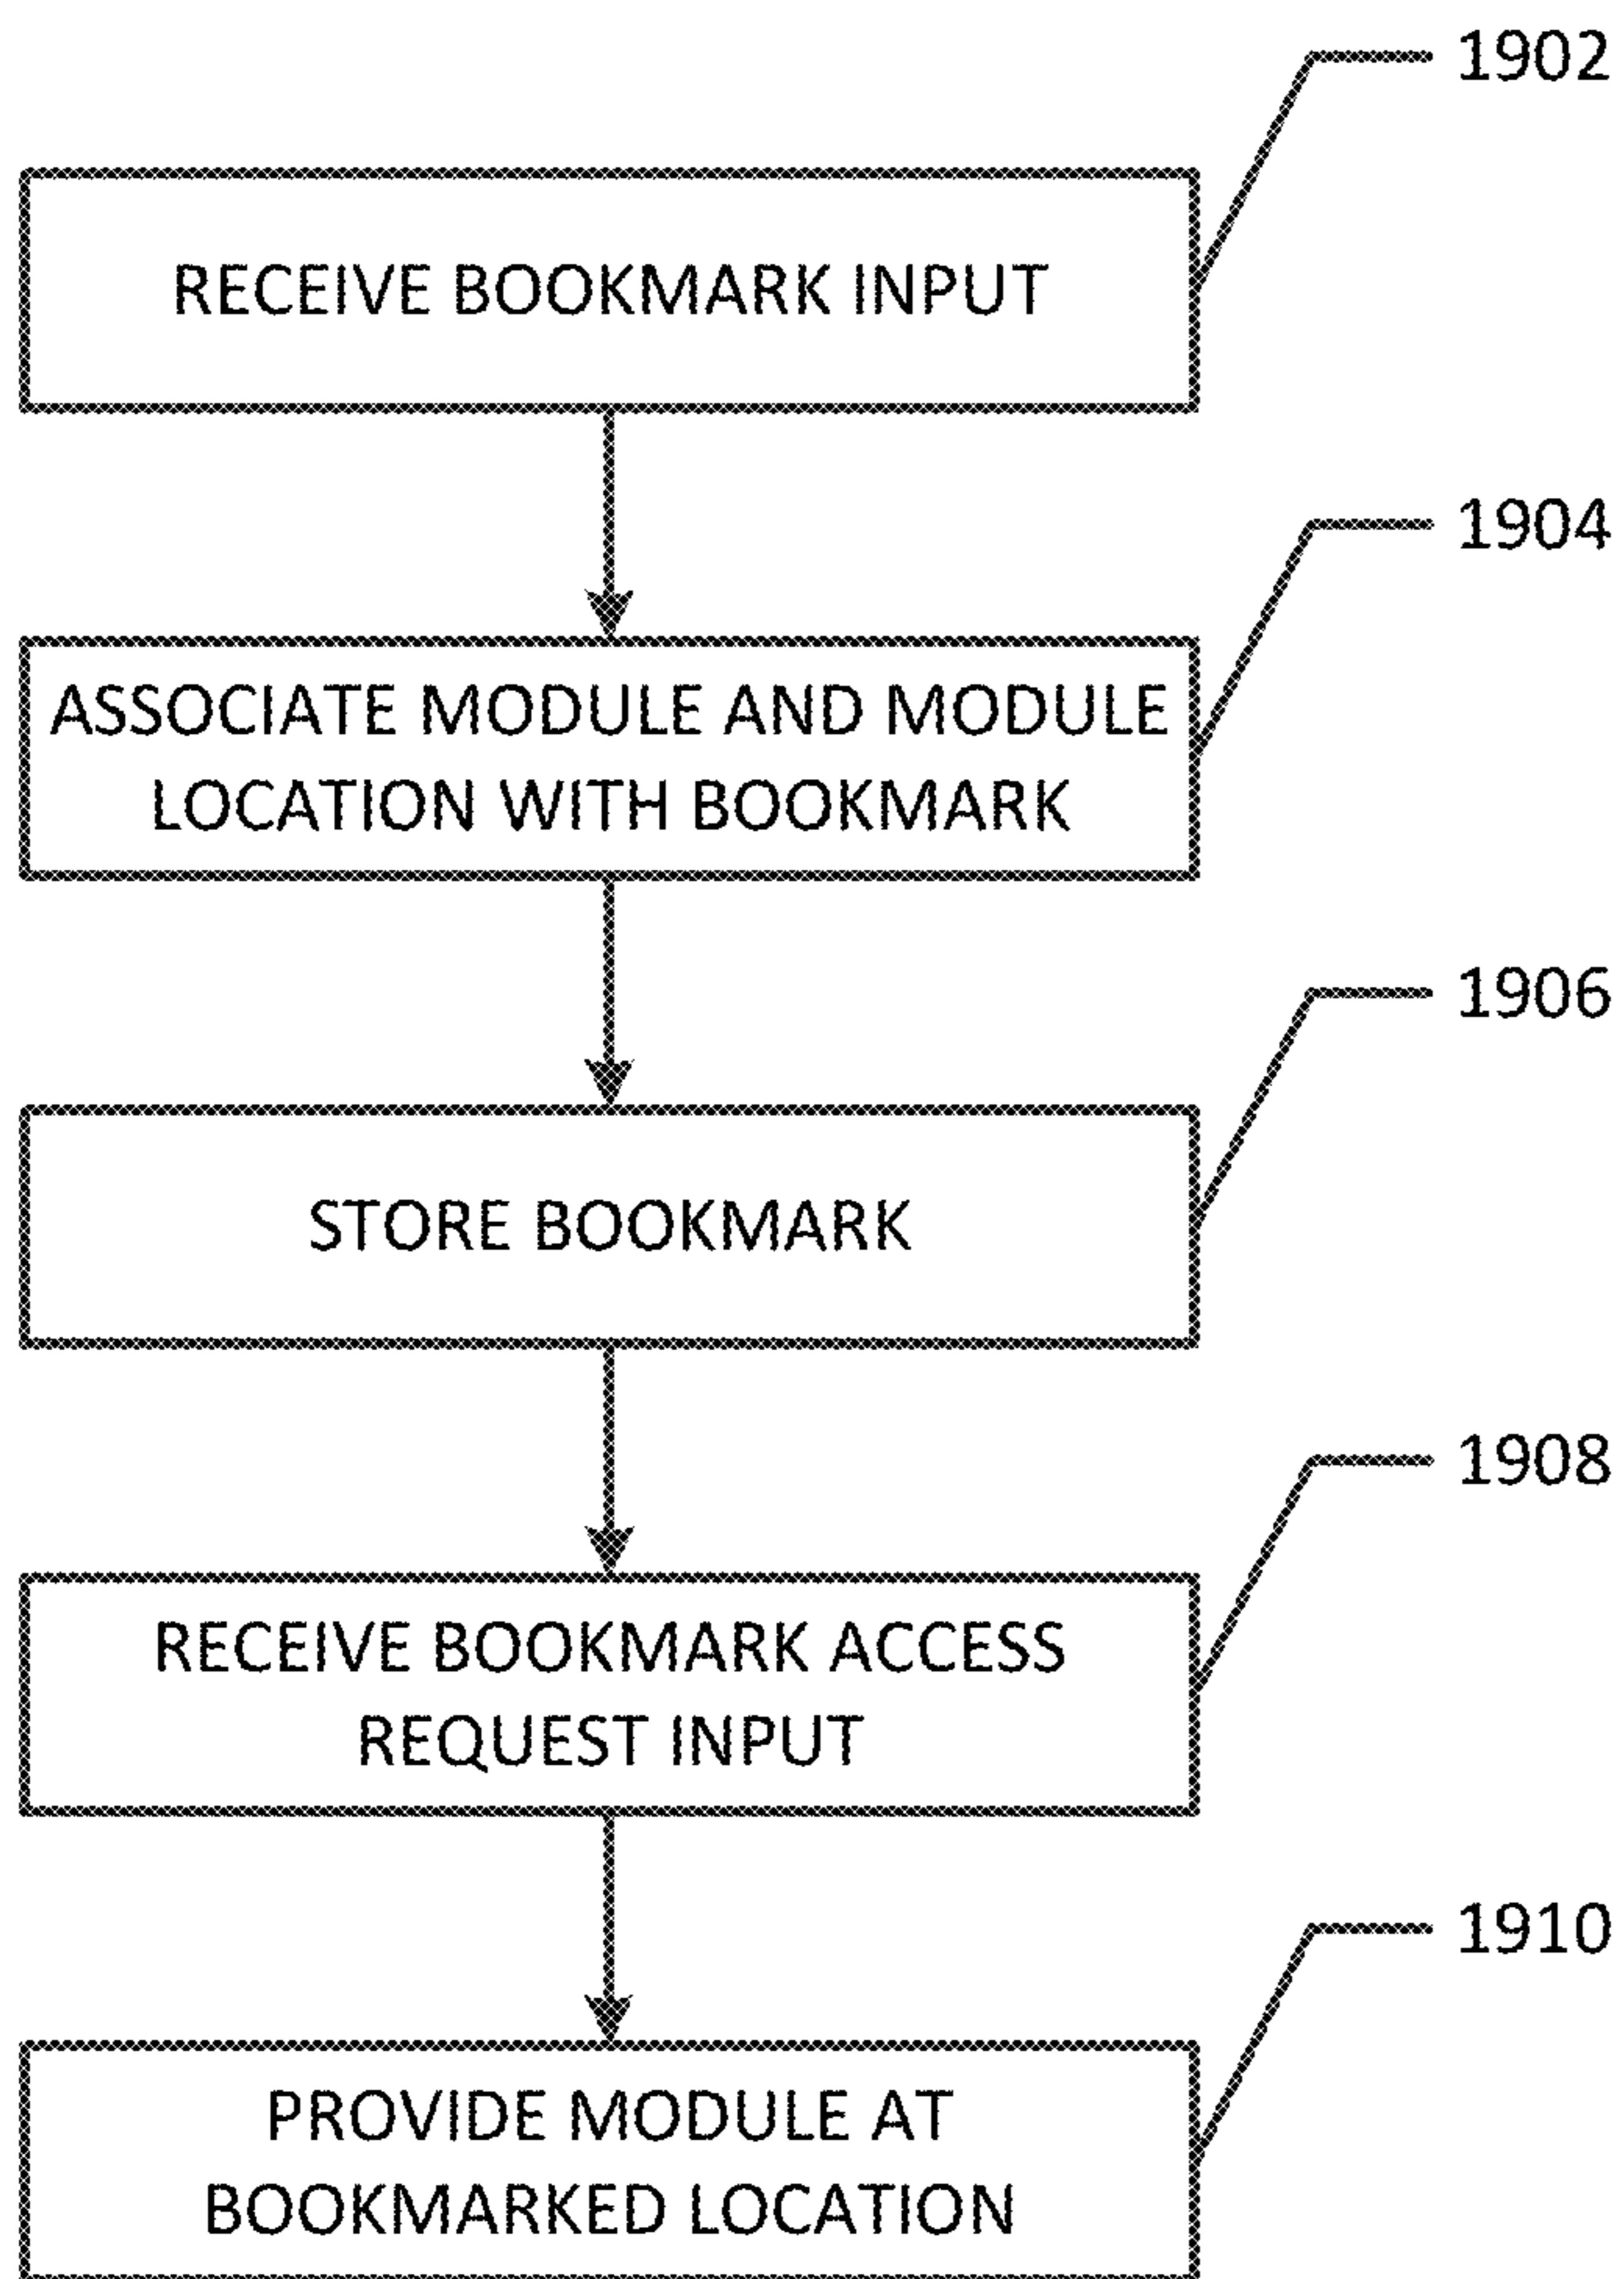 1902
RECEIVE BOOKMARK INPUT
1904
ASSOCIATE MODULE AND MODULE
LOCATION WITH BOOKMARK
1906
STORE BOOKMARK
1908
RECEIVE BOOKMARK ACCESS
REQUEST INPUT
1910
PROVIDE MODULE AT
BOOKMARKED LOCATION